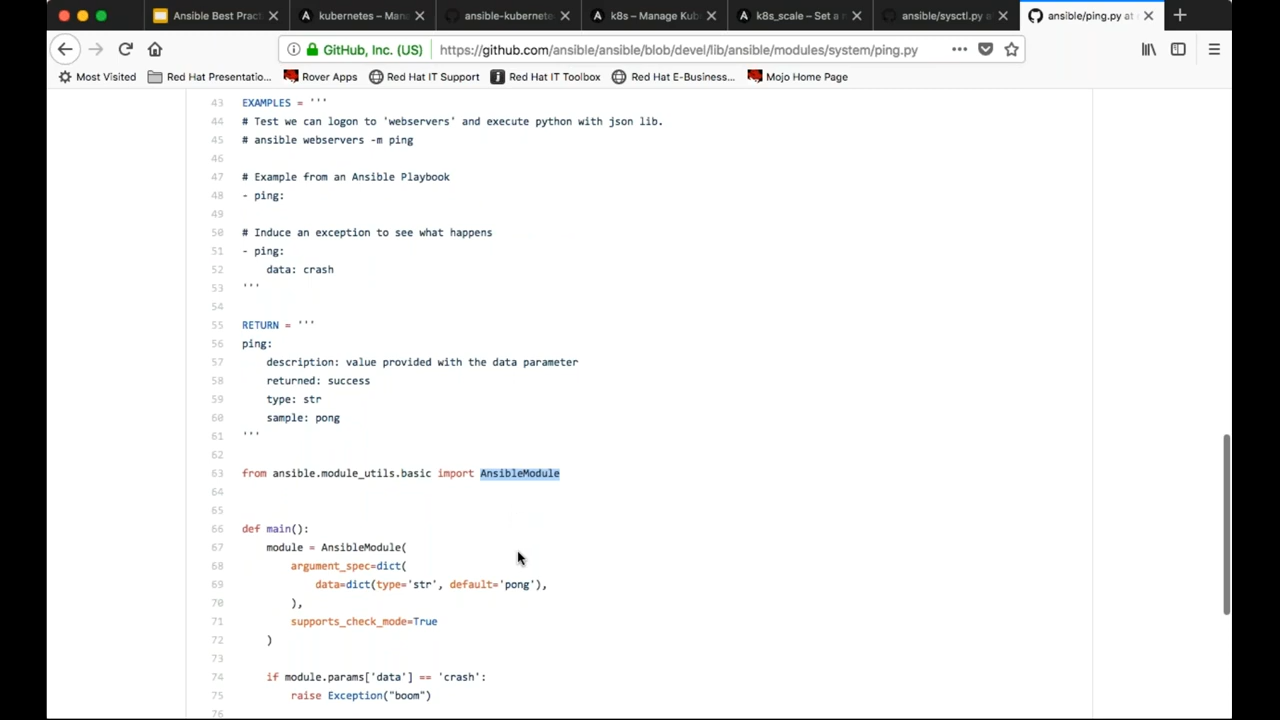 Ansible Best Pract
kubernetes – Mana
ansible-kubernete
k8s – Manage Kub
k8s_scale – Set a n
ansible/sysctl.py at
ansible/ping.py at
GitHub, Inc. (US)
https://github.com/ansible/ansible/blob/devel/lib/ansible/modules/system/ping.py
Most Visited
Red Hat Presentatio...
Rover Apps
Red Hat IT Support
Red Hat IT Toolbox
Red Hat E-Business...
Mojo Home Page
43 EXAMPLES = '''
44 # Test we can logon to 'webservers' and execute python with json lib.
45 # ansible webservers -m ping
46
47 # Example from an Ansible Playbook
48 - ping:
49
50 # Induce an exception to see what happens
51 - ping:
52     data: crash
53 '''
54
55 RETURN = '''
56 ping:
57     description: value provided with the data parameter
58     returned: success
59     type: str
60     sample: pong
61 '''
62
63 from ansible.module_utils.basic import AnsibleModule
64
65
66 def main():
67     module = AnsibleModule(
68         argument_spec=dict(
69             data=dict(type='str', default='pong'),
70         ),
71         supports_check_mode=True
72     )
73
74     if module.params['data'] == 'crash':
75         raise Exception("boom")
76